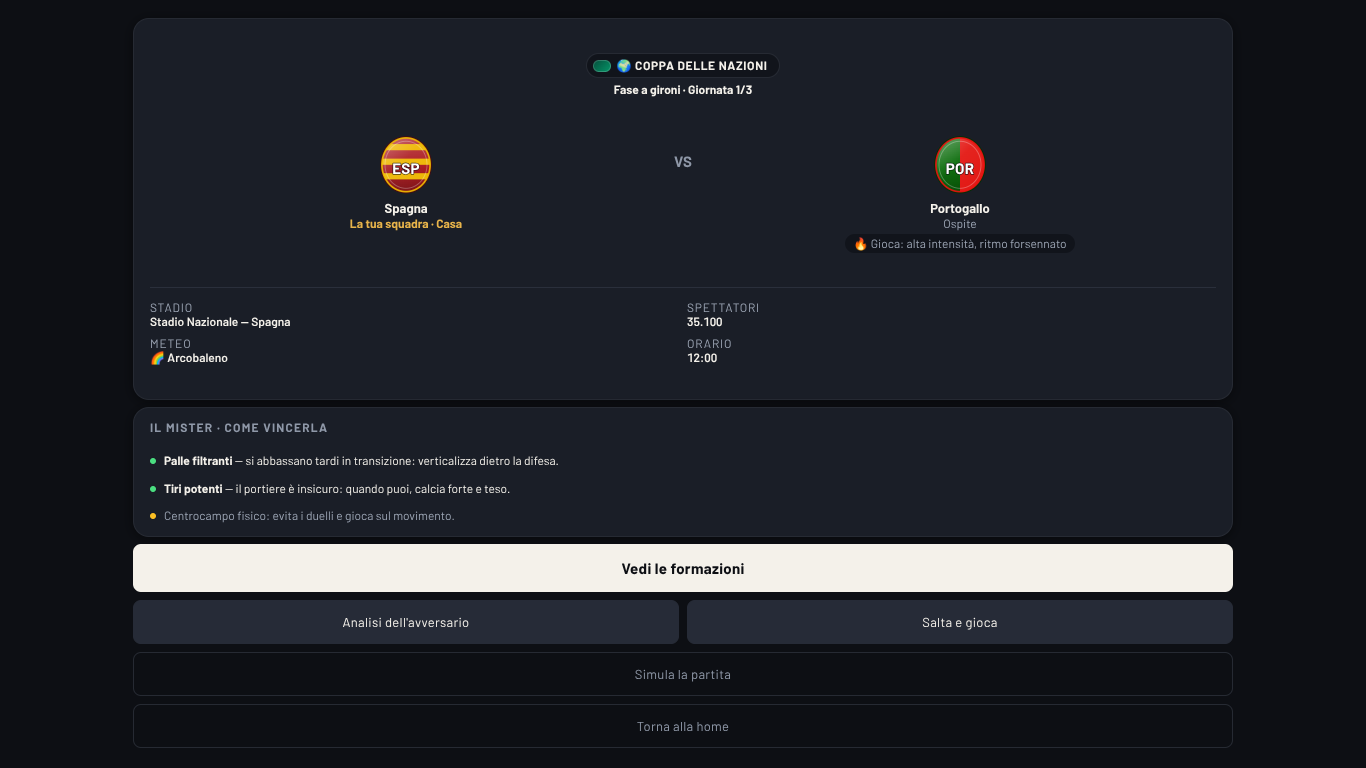 🌍 COPPA DELLE NAZIONI
Fase a gironi · Giornata 1/3
ESP
VS
POR
Spagna
La tua squadra · Casa
Portogallo
Ospite
🔥 Gioca: alta intensità, ritmo forsennato
STADIO
Stadio Nazionale — Spagna
SPETTATORI
35.100
METEO
🌈 Arcobaleno
ORARIO
12:00
IL MISTER · COME VINCERLA
Palle filtranti — si abbassano tardi in transizione: verticalizza dietro la difesa.
Tiri potenti — il portiere è insicuro: quando puoi, calcia forte e teso.
Centrocampo fisico: evita i duelli e gioca sul movimento.
Vedi le formazioni
Analisi dell'avversario
Salta e gioca
Simula la partita
Torna alla home